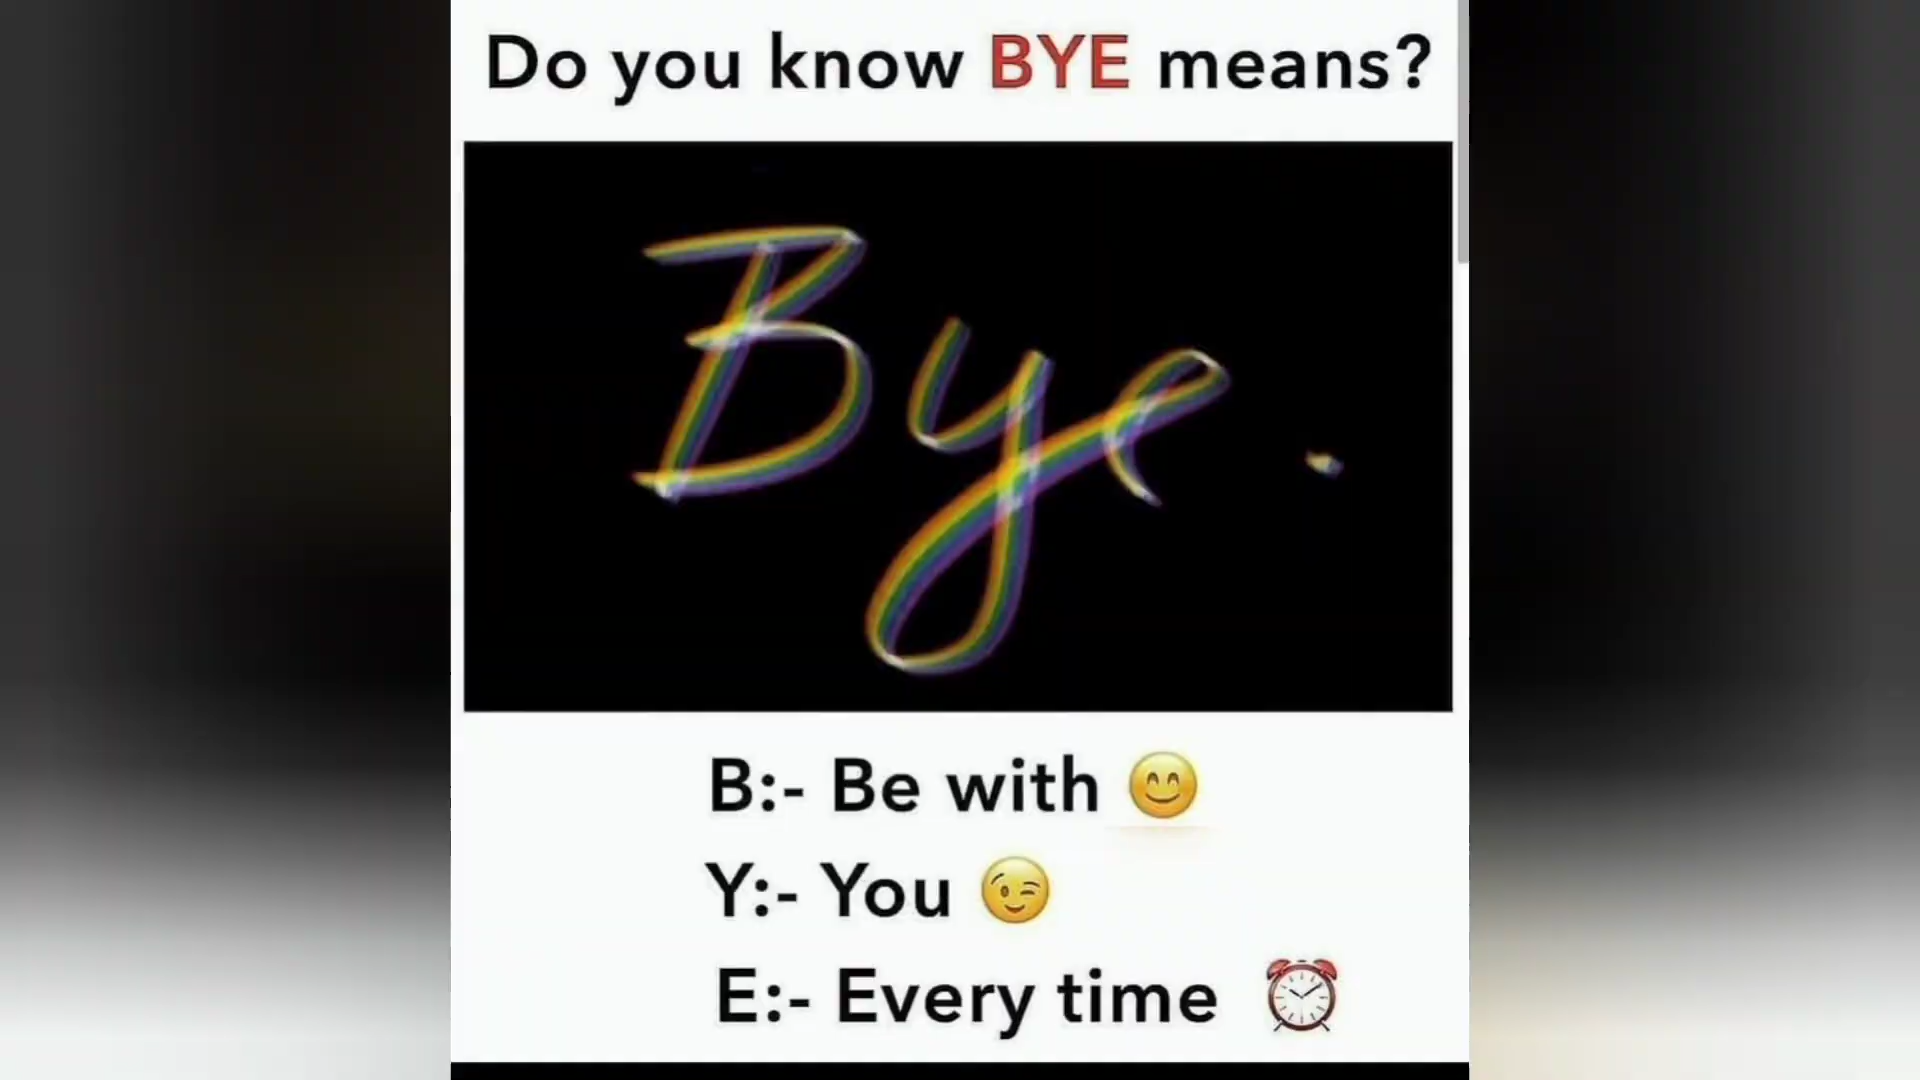 Do you know BYE means?
Bye.
B:- Be with 😊
Y:- You 😉
E:- Every time ⏰